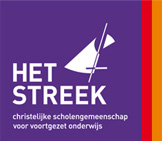 HET
STREEK
christelijke scholengemeenschap
voor voortgezet onderwijs